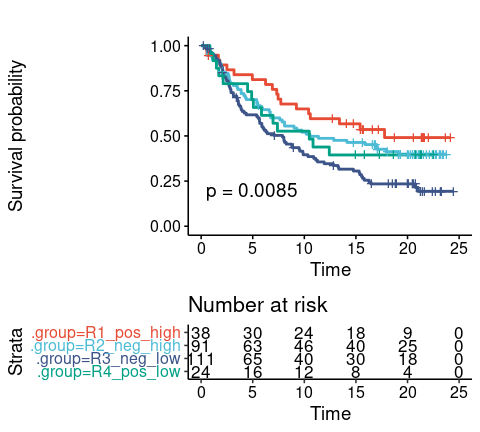 Survival probability
1.00
0.75
0.50
0.25
0.00
p = 0.0085
0 5 10 15 20 25
Time
Number at risk
Strata
.group=R1_pos_high 38 30 24 18 9 0
.group=R2_neg_high 91 63 46 40 25 0
.group=R3_neg_low 111 65 40 30 18 0
.group=R4_pos_low 24 16 12 8 4 0
0 5 10 15 20 25
Time